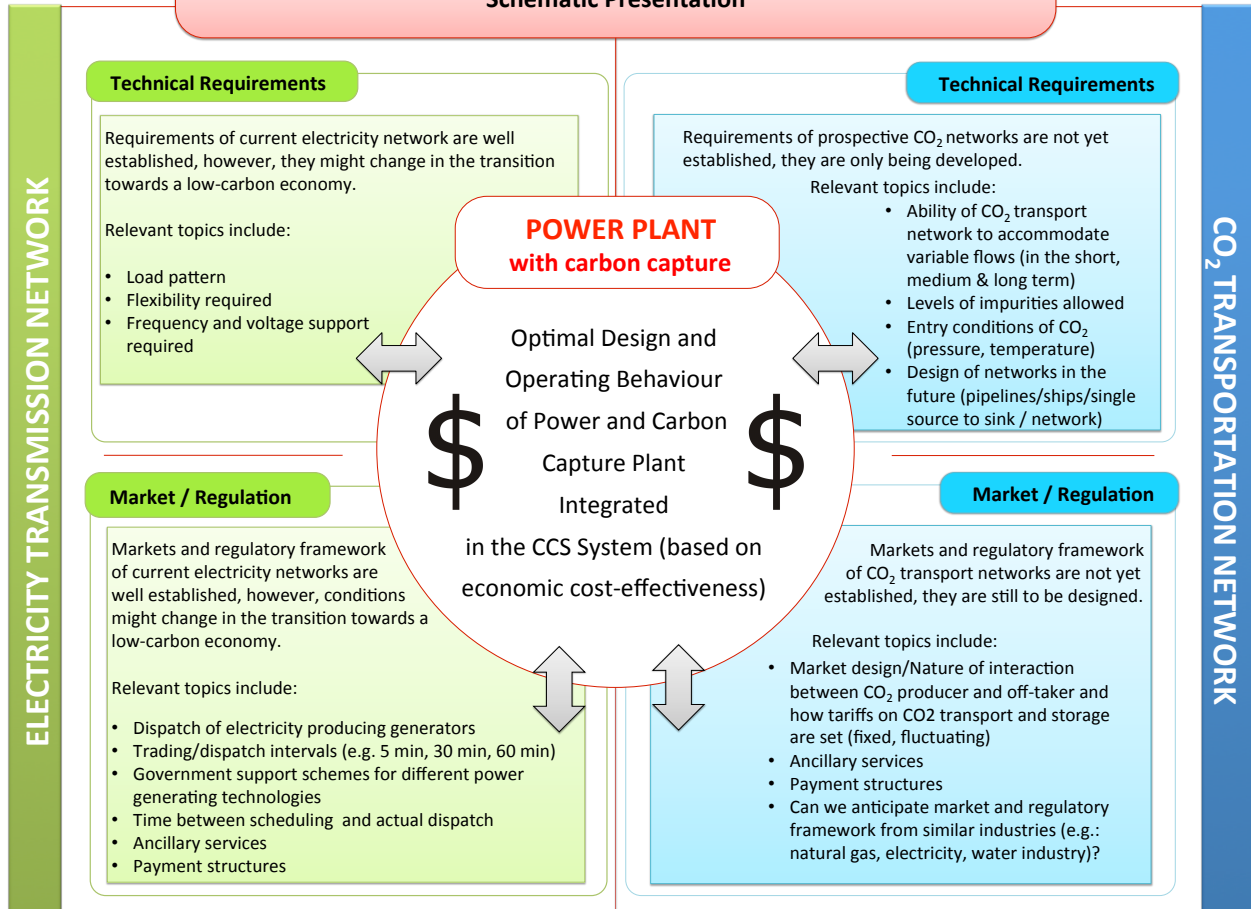 Schematic Presentation
ELECTRICITY TRANSMISSION NETWORK
Technical Requirements
Requirements of current electricity network are well
established, however, they might change in the transition
towards a low-carbon economy.
Relevant topics include:
• Load pattern
• Flexibility required
• Frequency and voltage support
required
Technical Requirements
Requirements of prospective CO₂ networks are not yet
established, they are only being developed.
Relevant topics include:
• Ability of CO₂ transport
network to accommodate
variable flows (in the short,
medium & long term)
• Levels of impurities allowed
• Entry conditions of CO₂
(pressure, temperature)
• Design of networks in the
future (pipelines/ships/single
source to sink / network)
POWER PLANT
with carbon capture
$
Optimal Design and
Operating Behaviour
of Power and Carbon
Capture Plant
Integrated
in the CCS System (based on
economic cost-effectiveness)
$
Market / Regulation
Markets and regulatory framework
of current electricity networks are
well established, however, conditions
might change in the transition towards a
low-carbon economy.
Relevant topics include:
• Dispatch of electricity producing generators
• Trading/dispatch intervals (e.g. 5 min, 30 min, 60 min)
• Government support schemes for different power
generating technologies
• Time between scheduling and actual dispatch
• Ancillary services
• Payment structures
Market / Regulation
Markets and regulatory framework
of CO₂ transport networks are not yet
established, they are still to be designed.
Relevant topics include:
• Market design/Nature of interaction
between CO₂ producer and off-taker and
how tariffs on CO2 transport and storage
are set (fixed, fluctuating)
• Ancillary services
• Payment structures
• Can we anticipate market and regulatory
framework from similar industries (e.g.:
natural gas, electricity, water industry)?
CO₂ TRANSPORTATION NETWORK